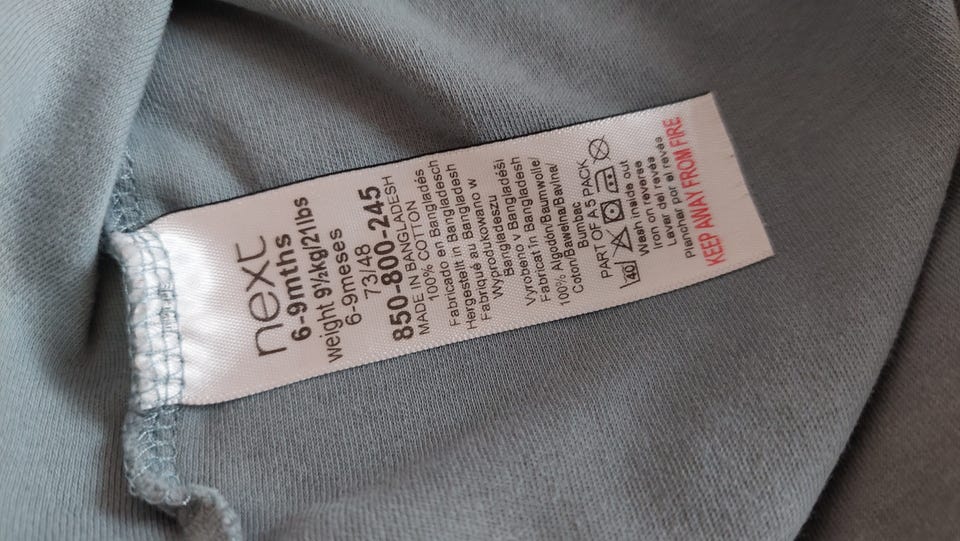 next
6-9mths
weight 9½kg/21lbs
6-9meses
73/48
850-800-245
MADE IN BANGLADESH
100% COTTON
Fabricado en Bangladés
Hergestellt in Bangladesch
Fabriqué au Bangladesh
Wyprodukowano w
Bangladeszu
Vyrobeno v Bangladéši
Fabricat în Bangladesh
100% Algodón/Baumwolle/
Coton/Bawełna/Bavlna/
Bumbac
PART OF A 5 PACK
40
Wash inside out
Iron on reverse
Lavar del revés
Planchar por el revés
KEEP AWAY FROM FIRE